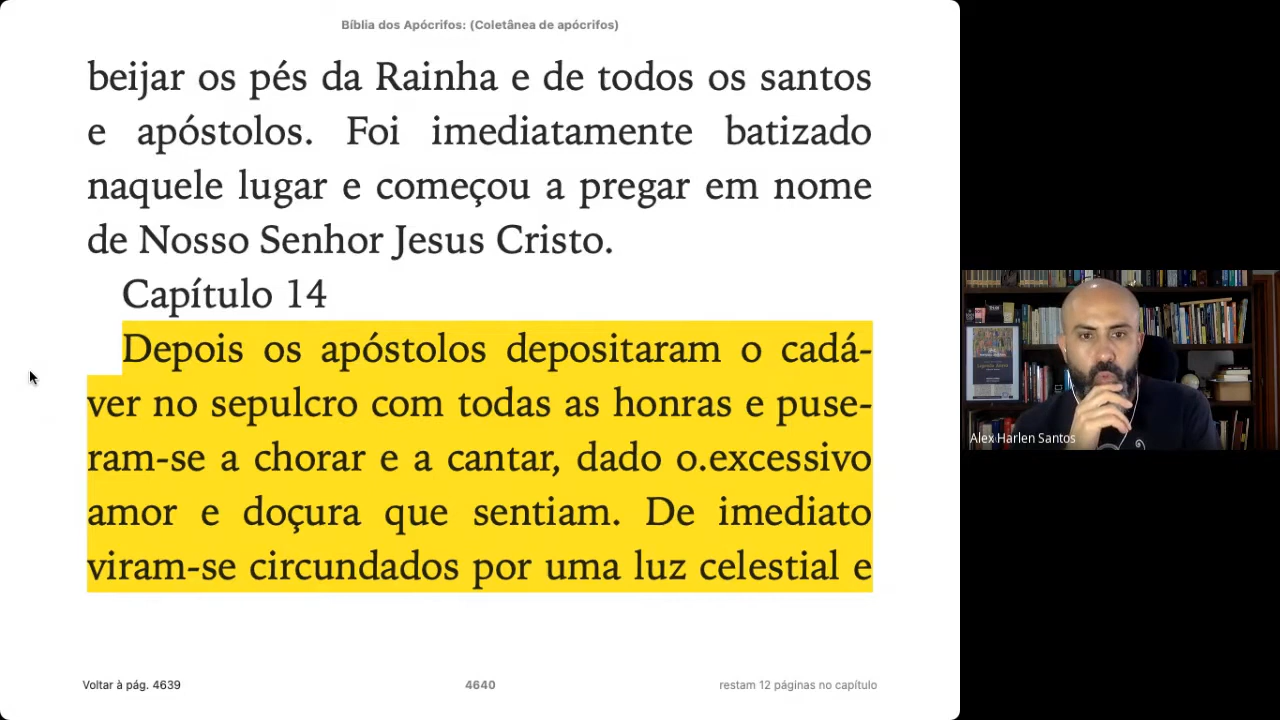 Bíblia dos Apócrifos: (Coletânea de apócrifos)
beijar os pés da Rainha e de todos os santos
e apóstolos. Foi imediatamente batizado
naquele lugar e começou a pregar em nome
de Nosso Senhor Jesus Cristo.
Capítulo 14
Depois os apóstolos depositaram o cadá-
ver no sepulcro com todas as honras e puse-
ram-se a chorar e a cantar, dado o.excessivo
amor e doçura que sentiam. De imediato
viram-se circundados por uma luz celestial e
Voltar à pág. 4639
4640
restam 12 páginas no capítulo
Alex Harlen Santos